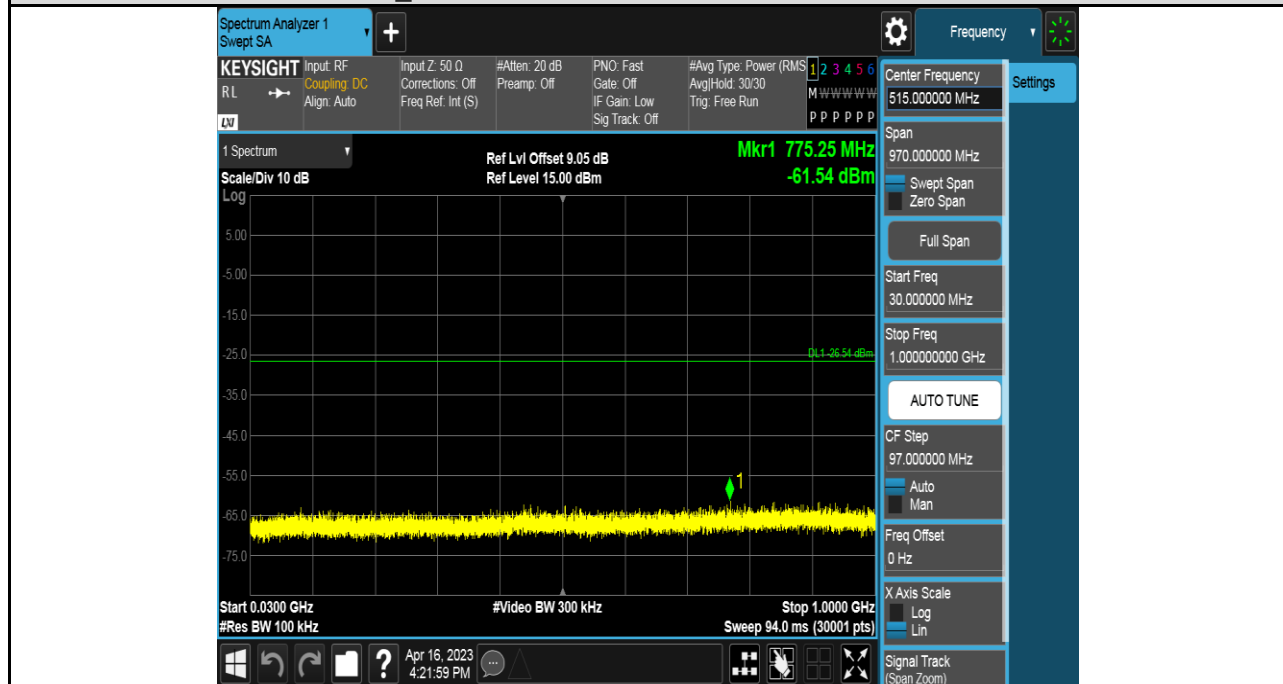 Spectrum Analyzer 1
Swept SA
+
Frequency
KEYSIGHT
RL
LXI
Input: RF
Coupling: DC
Align: Auto
Input Z: 50 Ω
Corrections: Off
Freq Ref: Int (S)
#Atten: 20 dB
Preamp: Off
PNO: Fast
Gate: Off
IF Gain: Low
Sig Track: Off
#Avg Type: Power (RMS
Avg|Hold: 30/30
Trig: Free Run
1 2 3 4 5 6
M W W W W W
P P P P P P
1 Spectrum
Scale/Div 10 dB
Ref Lvl Offset 9.05 dB
Ref Level 15.00 dBm
Mkr1 775.25 MHz
-61.54 dBm
Log
5.00
-5.00
-15.0
-25.0
DL1 -26.54 dBm
-35.0
-45.0
-55.0
1
-65.0
-75.0
Start 0.0300 GHz
#Video BW 300 kHz
Stop 1.0000 GHz
#Res BW 100 kHz
Sweep 94.0 ms (30001 pts)
?
Apr 16, 2023
4:21:59 PM
Center Frequency
515.000000 MHz
Settings
Span
970.000000 MHz
Swept Span
Zero Span
Full Span
Start Freq
30.000000 MHz
Stop Freq
1.000000000 GHz
AUTO TUNE
CF Step
97.000000 MHz
Auto
Man
Freq Offset
0 Hz
X Axis Scale
Log
Lin
Signal Track
(Span Zoom)